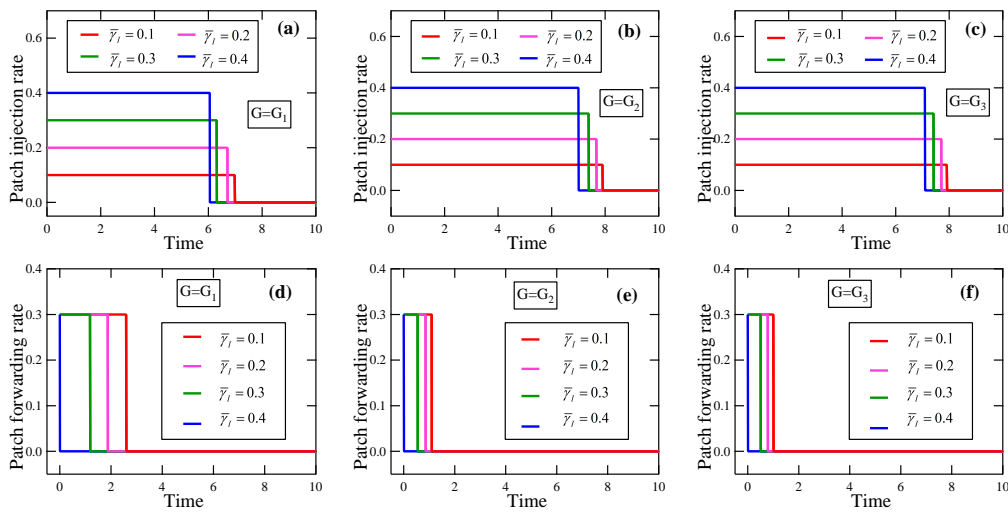 (a)
γ̄_I = 0.1
γ̄_I = 0.2
γ̄_I = 0.3
γ̄_I = 0.4
G=G₁
Patch injection rate
0.6
0.4
0.2
0.0
0 2 4 6 8 10
Time
(b)
γ̄_I = 0.1
γ̄_I = 0.2
γ̄_I = 0.3
γ̄_I = 0.4
G=G₂
Patch injection rate
0.6
0.4
0.2
0.0
0 2 4 6 8 10
Time
(c)
γ̄_I = 0.1
γ̄_I = 0.2
γ̄_I = 0.3
γ̄_I = 0.4
G=G₃
Patch injection rate
0.6
0.4
0.2
0.0
0 2 4 6 8 10
Time
G=G₁
(d)
γ̄_I = 0.1
γ̄_I = 0.2
γ̄_I = 0.3
γ̄_I = 0.4
Patch forwarding rate
0.4
0.3
0.2
0.1
0.0
0 2 4 6 8 10
Time
G=G₂
(e)
γ̄_I = 0.1
γ̄_I = 0.2
γ̄_I = 0.3
γ̄_I = 0.4
Patch forwarding rate
0.4
0.3
0.2
0.1
0.0
0 2 4 6 8 10
Time
G=G₃
(f)
γ̄_I = 0.1
γ̄_I = 0.2
γ̄_I = 0.3
γ̄_I = 0.4
Patch forwarding rate
0.4
0.3
0.2
0.1
0.0
0 2 4 6 8 10
Time